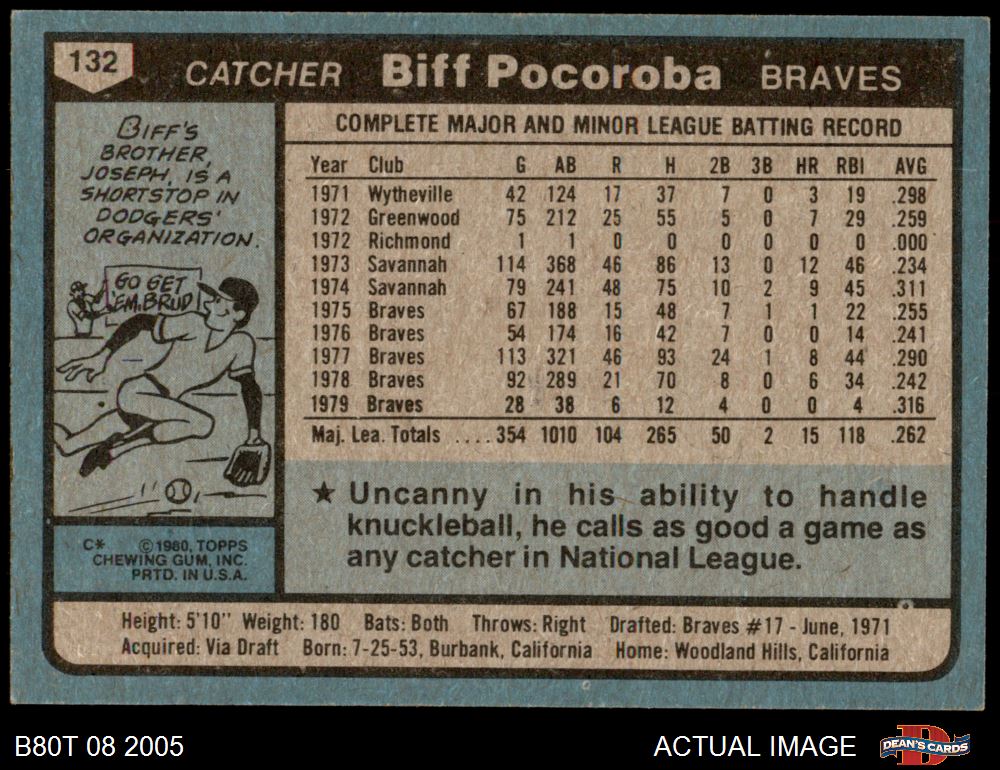 132
CATCHER Biff Pocoroba BRAVES
BIFF'S
BROTHER,
JOSEPH, IS A
SHORTSTOP IN
DODGERS'
ORGANIZATION.
GO GET
'EM, BRUD!
C* ©1980, TOPPS
CHEWING GUM, INC.
PRTD. IN U.S.A.
COMPLETE MAJOR AND MINOR LEAGUE BATTING RECORD
Year Club G AB R H 2B 3B HR RBI AVG
1971 Wytheville 42 124 17 37 7 0 3 19 .298
1972 Greenwood 75 212 25 55 5 0 7 29 .259
1972 Richmond 1 1 0 0 0 0 0 0 .000
1973 Savannah 114 368 46 86 13 0 12 46 .234
1974 Savannah 79 241 48 75 10 2 9 45 .311
1975 Braves 67 188 15 48 7 1 1 22 .255
1976 Braves 54 174 16 42 7 0 0 14 .241
1977 Braves 113 321 46 93 24 1 8 44 .290
1978 Braves 92 289 21 70 8 0 6 34 .242
1979 Braves 28 38 6 12 4 0 0 4 .316
Maj. Lea. Totals ....354 1010 104 265 50 2 15 118 .262
★ Uncanny in his ability to handle
knuckleball, he calls as good a game as
any catcher in National League.
Height: 5'10" Weight: 180 Bats: Both Throws: Right Drafted: Braves #17 - June, 1971
Acquired: Via Draft Born: 7-25-53, Burbank, California Home: Woodland Hills, California
B80T 08 2005 ACTUAL IMAGE
D
DEAN'S CARDS